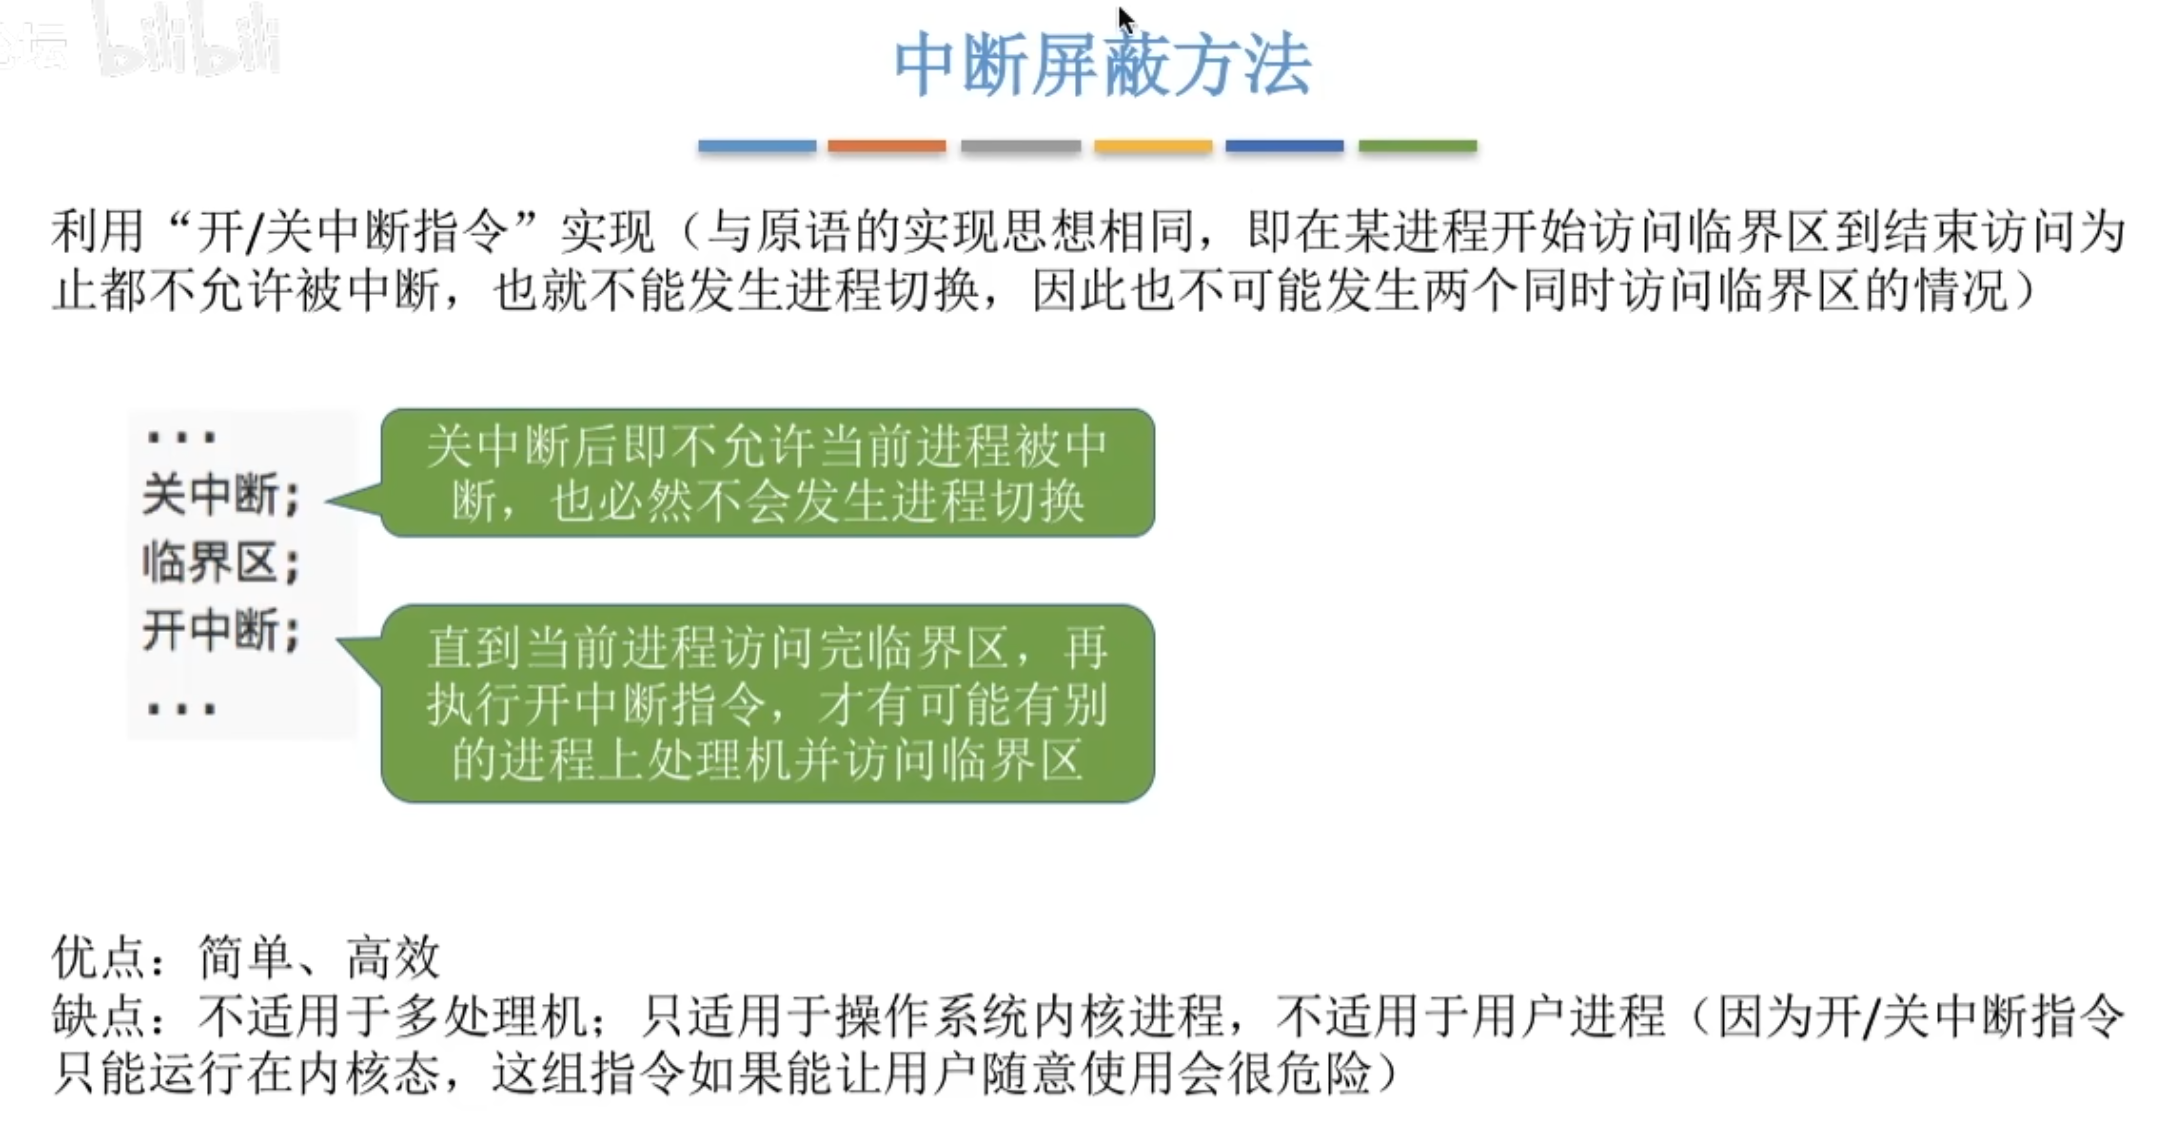 坛 bilibili
中断屏蔽方法
利用“开/关中断指令”实现（与原语的实现思想相同，即在某进程开始访问临界区到结束访问为
止都不允许被中断，也就不能发生进程切换，因此也不可能发生两个同时访问临界区的情况）
...
关中断;
临界区;
开中断;
...
关中断后即不允许当前进程被中
断，也必然不会发生进程切换
直到当前进程访问完临界区，再
执行开中断指令，才有可能有别
的进程上处理机并访问临界区
优点：简单、高效
缺点：不适用于多处理机；只适用于操作系统内核进程，不适用于用户进程（因为开/关中断指令
只能运行在内核态，这组指令如果能让用户随意使用会很危险）